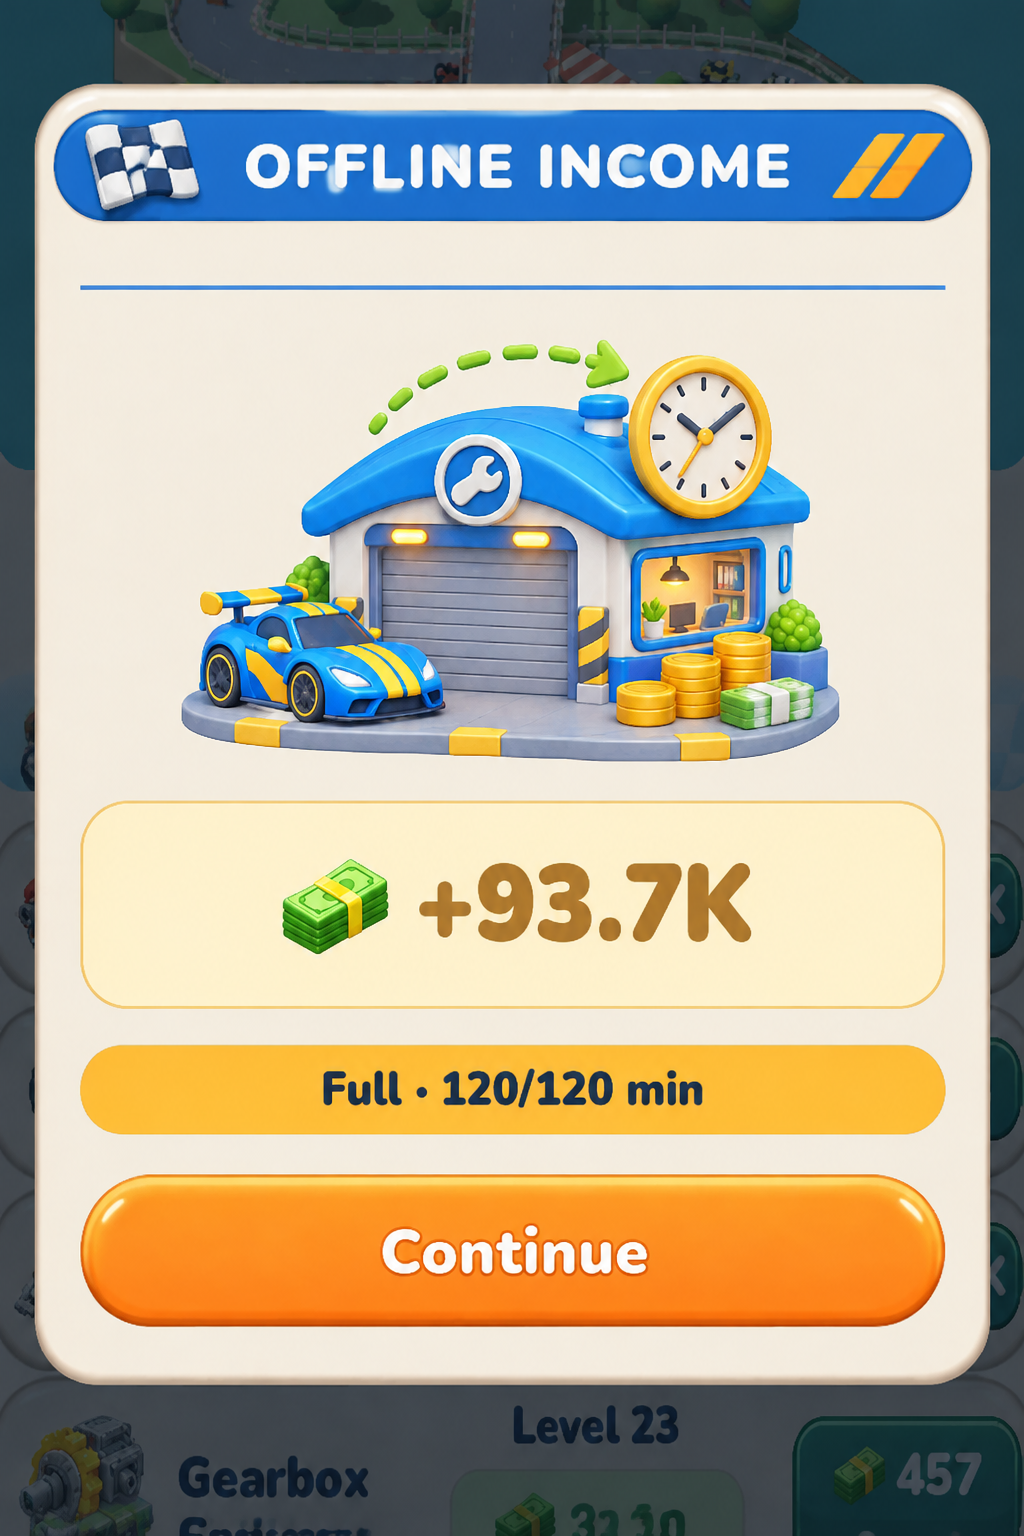 OFFLINE INCOME
+93.7K
Full • 120/120 min
Continue
Level 23
Gearbox
457